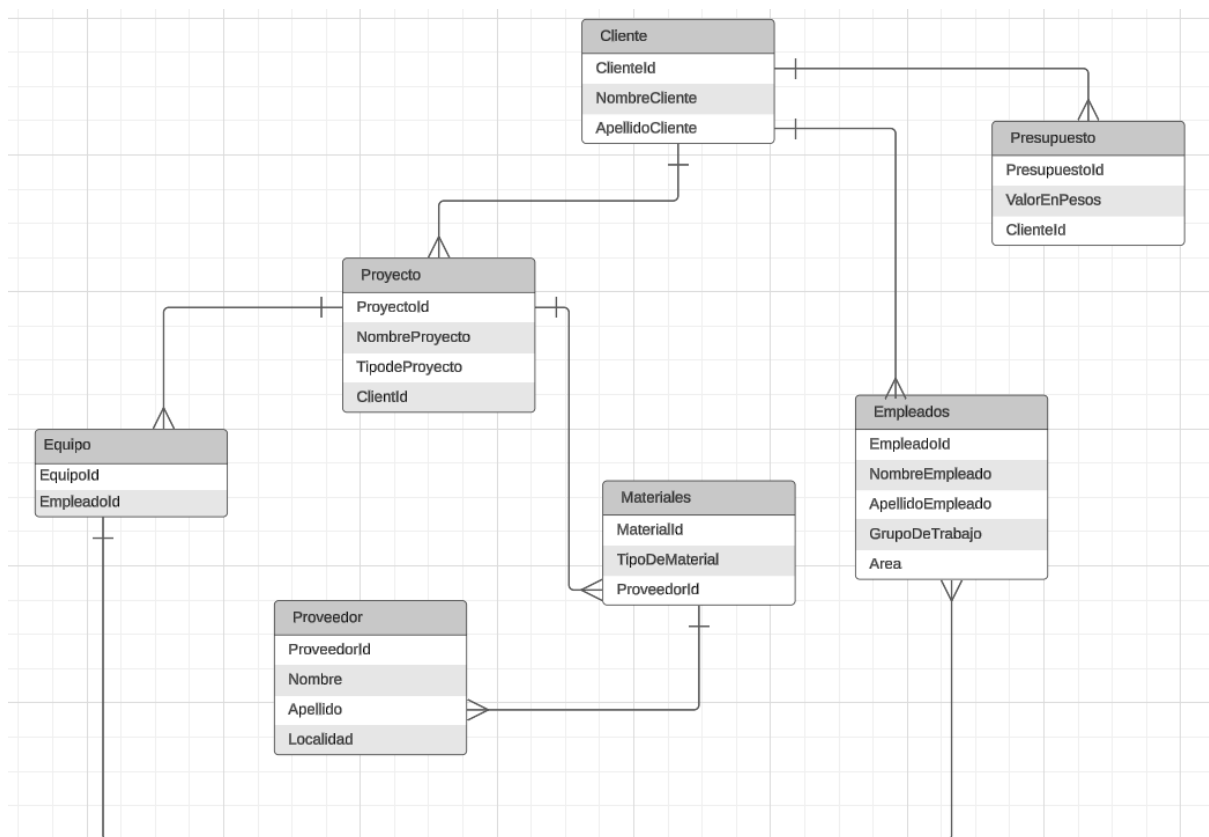 Cliente
ClienteId
NombreCliente
ApellidoCliente
Presupuesto
PresupuestoId
ValorEnPesos
ClienteId
Proyecto
ProyectoId
NombreProyecto
TipodeProyecto
ClientId
Equipo
EquipoId
EmpleadoId
Empleados
EmpleadoId
NombreEmpleado
ApellidoEmpleado
GrupoDeTrabajo
Area
Materiales
MaterialId
TipoDeMaterial
ProveedorId
Proveedor
ProveedorId
Nombre
Apellido
Localidad